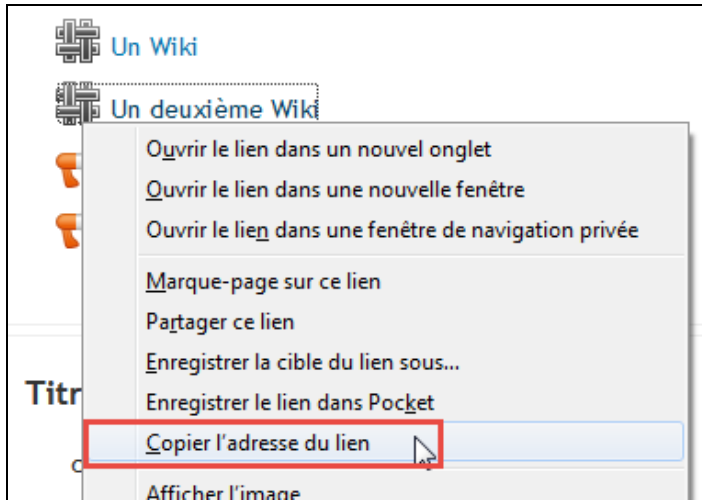 Un Wiki
Un deuxième Wiki
Ouvrir le lien dans un nouvel onglet
Ouvrir le lien dans une nouvelle fenêtre
Ouvrir le lien dans une fenêtre de navigation privée
Marque-page sur ce lien
Partager ce lien
Enregistrer la cible du lien sous...
Titr
Enregistrer le lien dans Pocket
Copier l'adresse du lien
Afficher l'image